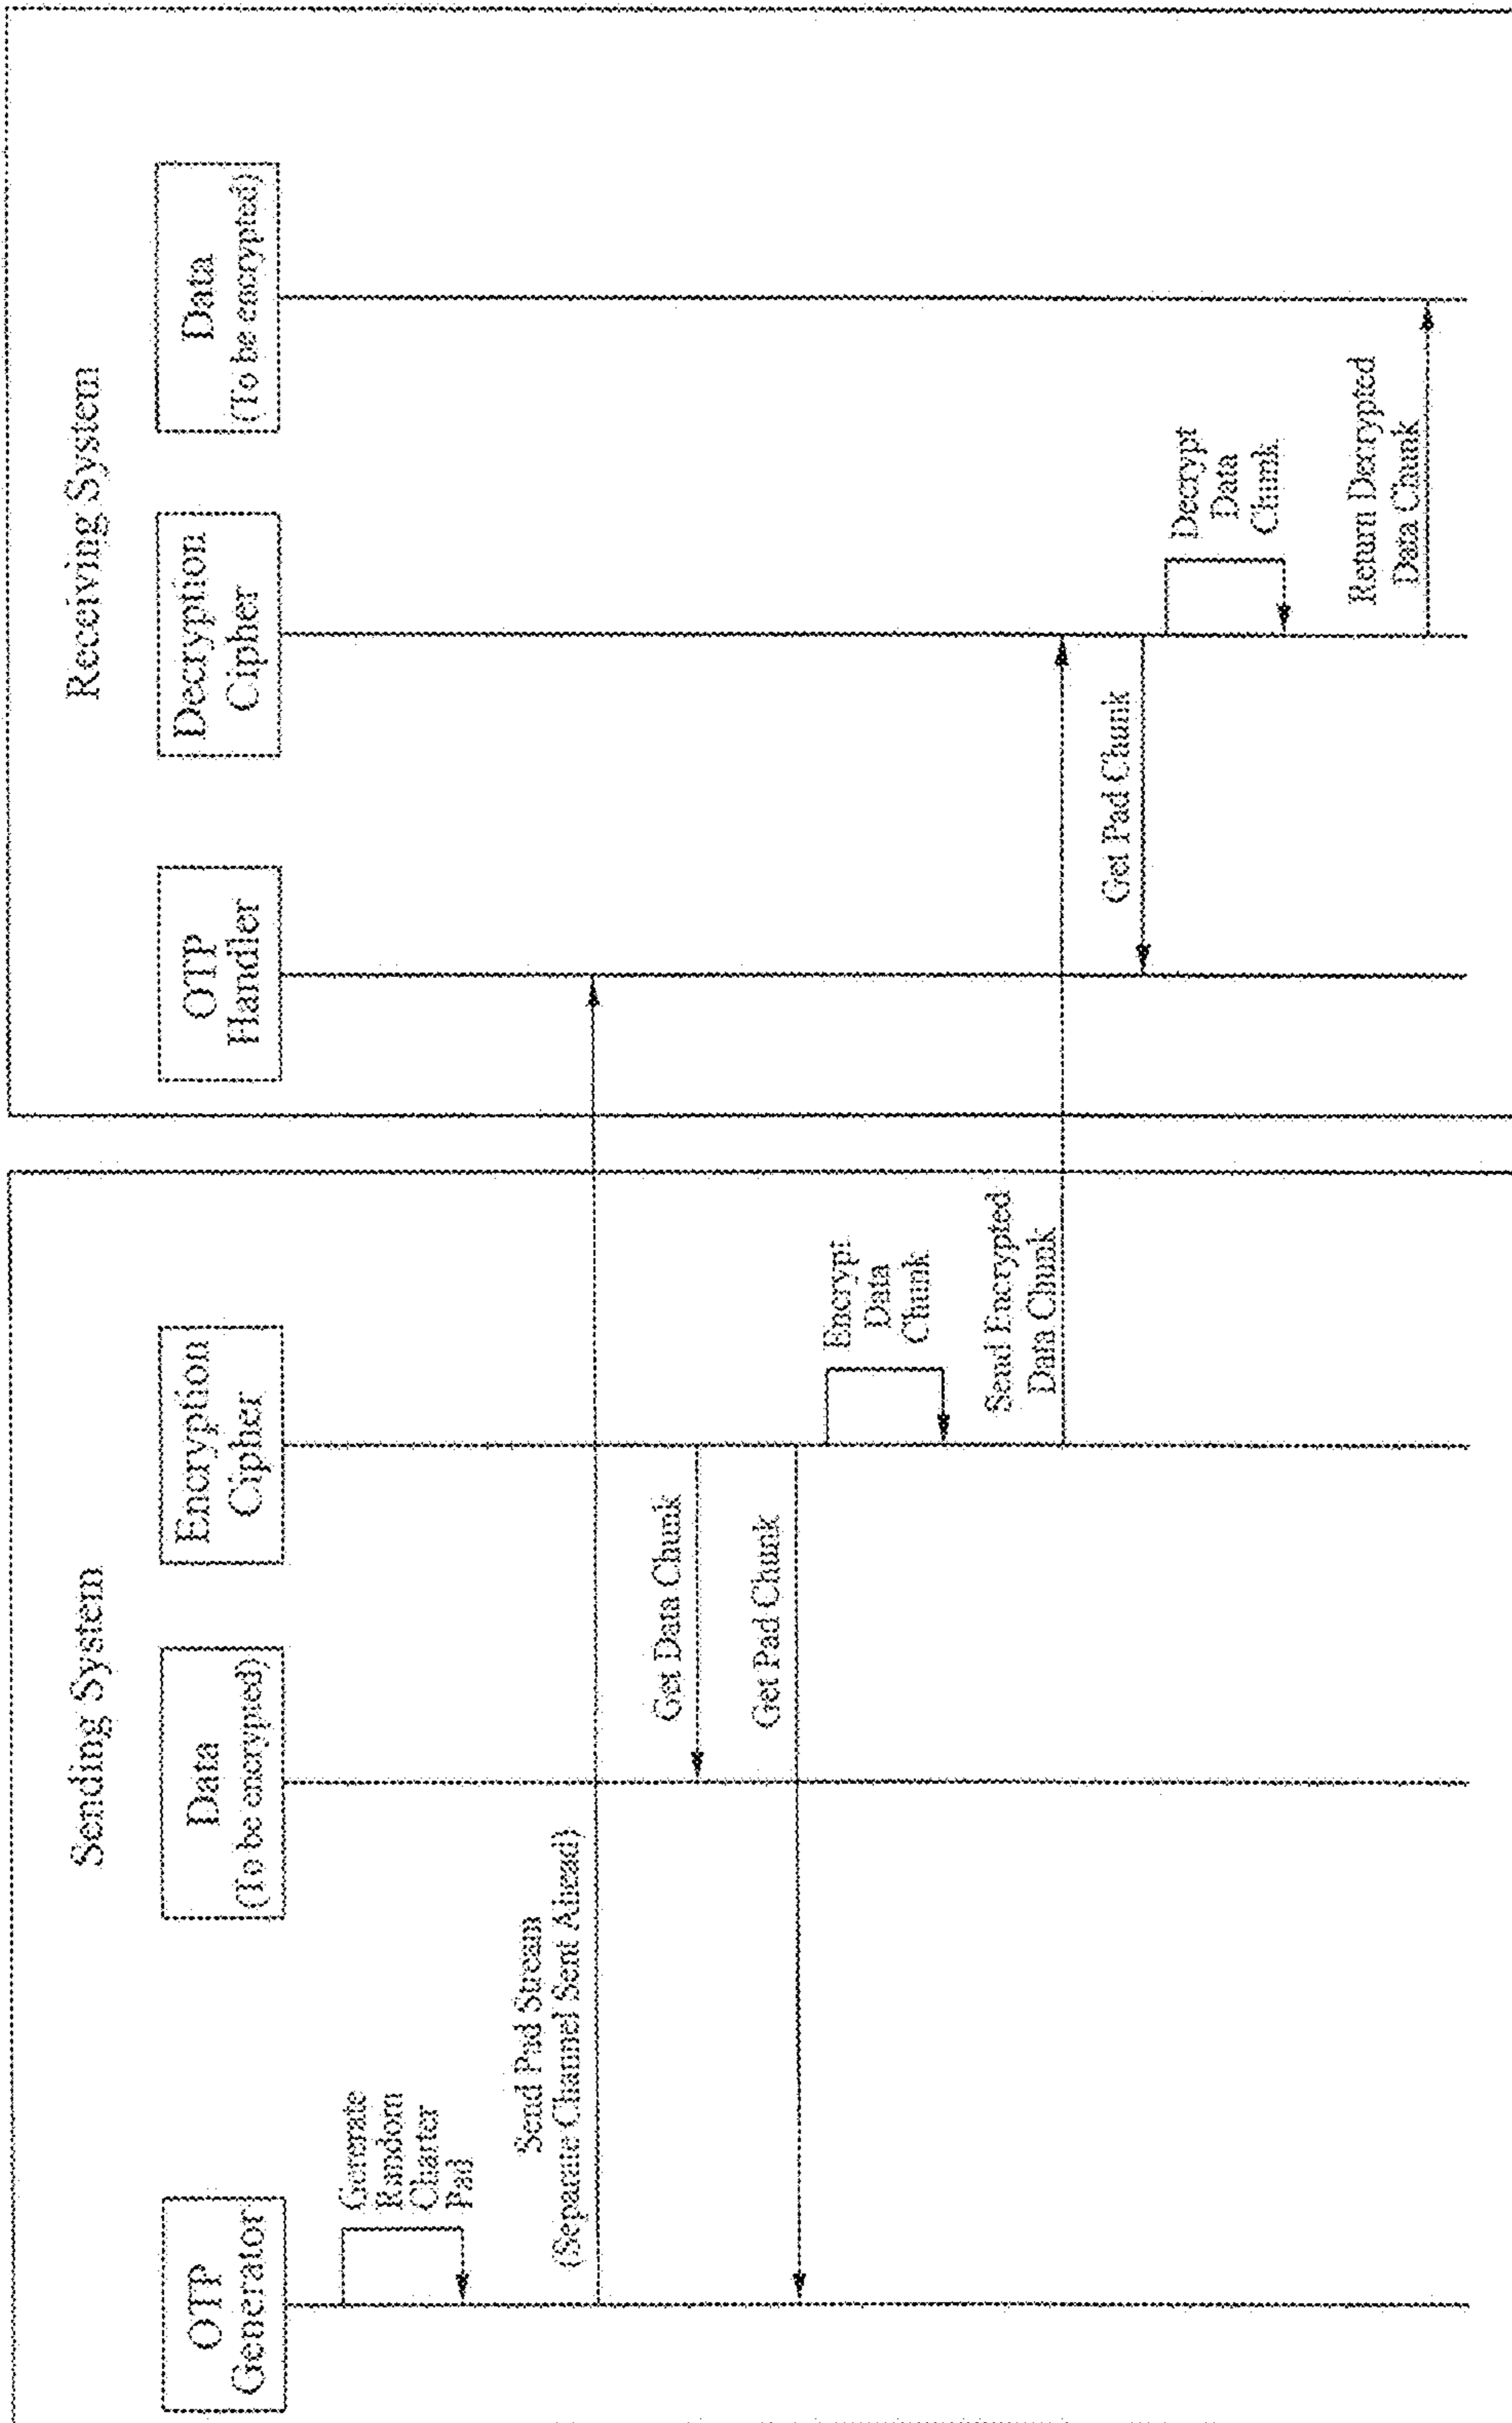 Sending System
OTP
Generator
Data
(To be encrypted)
Encryption
Cipher
Generate
Random
Charter
Pad
Send Pad Stream
(Separate Channel Sent Ahead)
Get Data Chunk
Get Pad Chunk
Encrypt
Data
Chunk
Send Encrypted
Data Chunk
Receiving System
OTP
Handler
Decryption
Cipher
Data
(To be encrypted)
Get Pad Chunk
Decrypt
Data
Chunk
Return Decrypted
Data Chunk